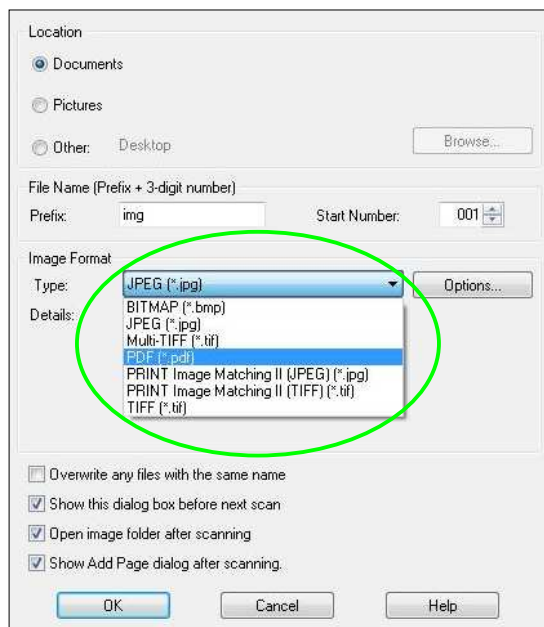 Location
Documents
Pictures
Other: Desktop Browse...
File Name (Prefix + 3-digit number)
Prefix: img Start Number: 001
Image Format
Type: JPEG (*.jpg) Options...
Details:
BITMAP (*.bmp)
JPEG (*.jpg)
Multi-TIFF (*.tif)
PDF (*.pdf)
PRINT Image Matching II (JPEG) (*.jpg)
PRINT Image Matching II (TIFF) (*.tif)
TIFF (*.tif)
Overwrite any files with the same name
Show this dialog box before next scan
Open image folder after scanning
Show Add Page dialog after scanning.
OK Cancel Help